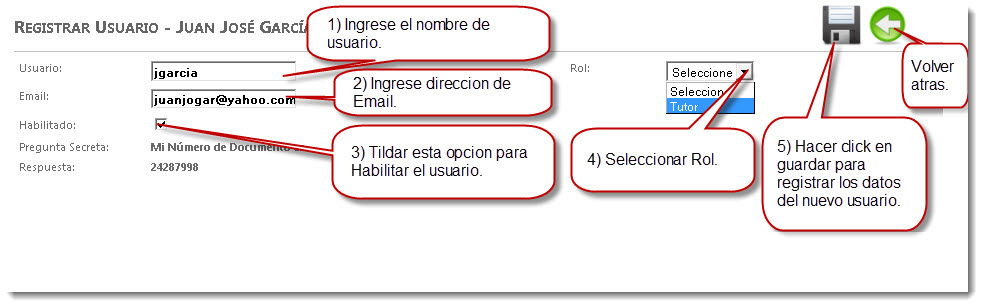 REGISTRAR USUARIO - JUAN JOSÉ GARCÍA
1) Ingrese el nombre de
usuario.
Usuario:
jgarcia
2) Ingrese direccion de
Email.
Email:
juanjogar@yahoo.com
Habilitado:
3) Tildar esta opcion para
Habilitar el usuario.
Pregunta Secreta:
Mi Número de Documento
Respuesta:
24287998
Rol:
Seleccione
Seleccion
Tutor
4) Seleccionar Rol.
Volver
atras.
5) Hacer click en
guardar para
registrar los datos
del nuevo usuario.